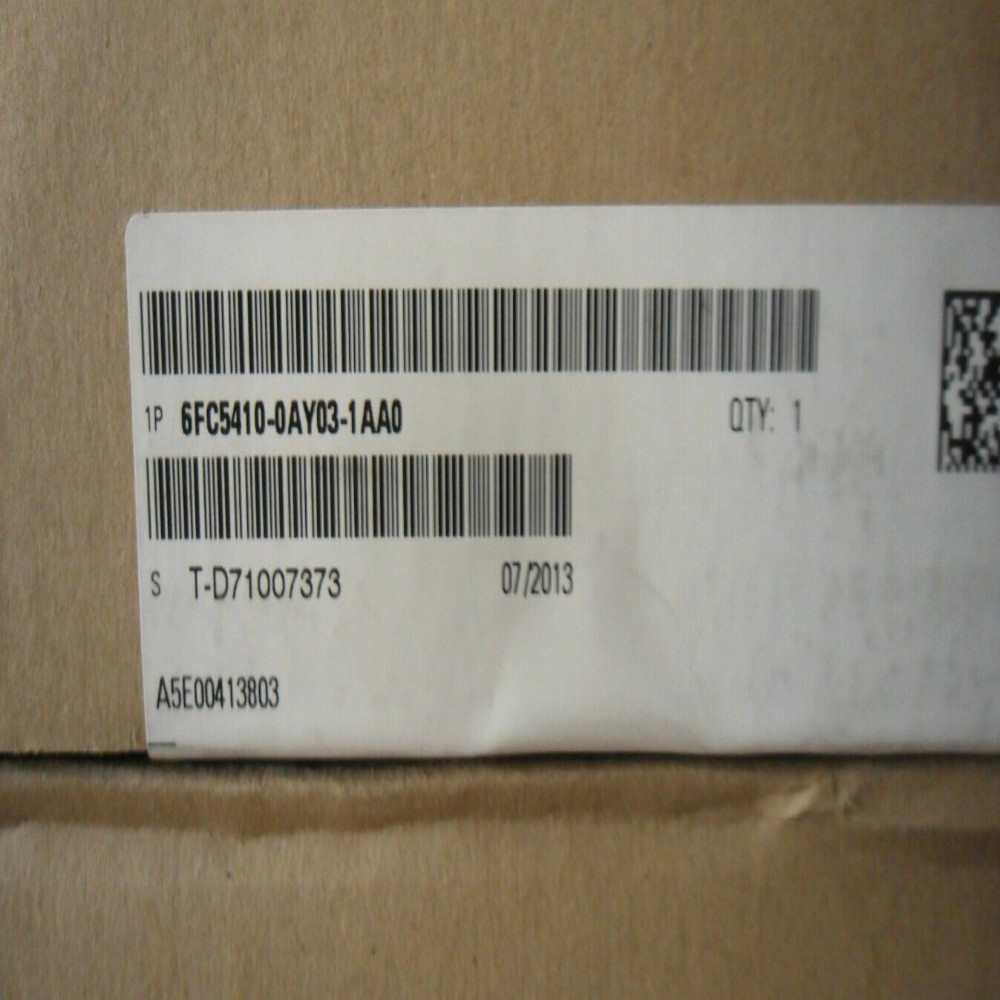 1P 6FC5410-0AY03-1AA0 QTY: 1
S T-D71007373 07/2013
A5E00413803